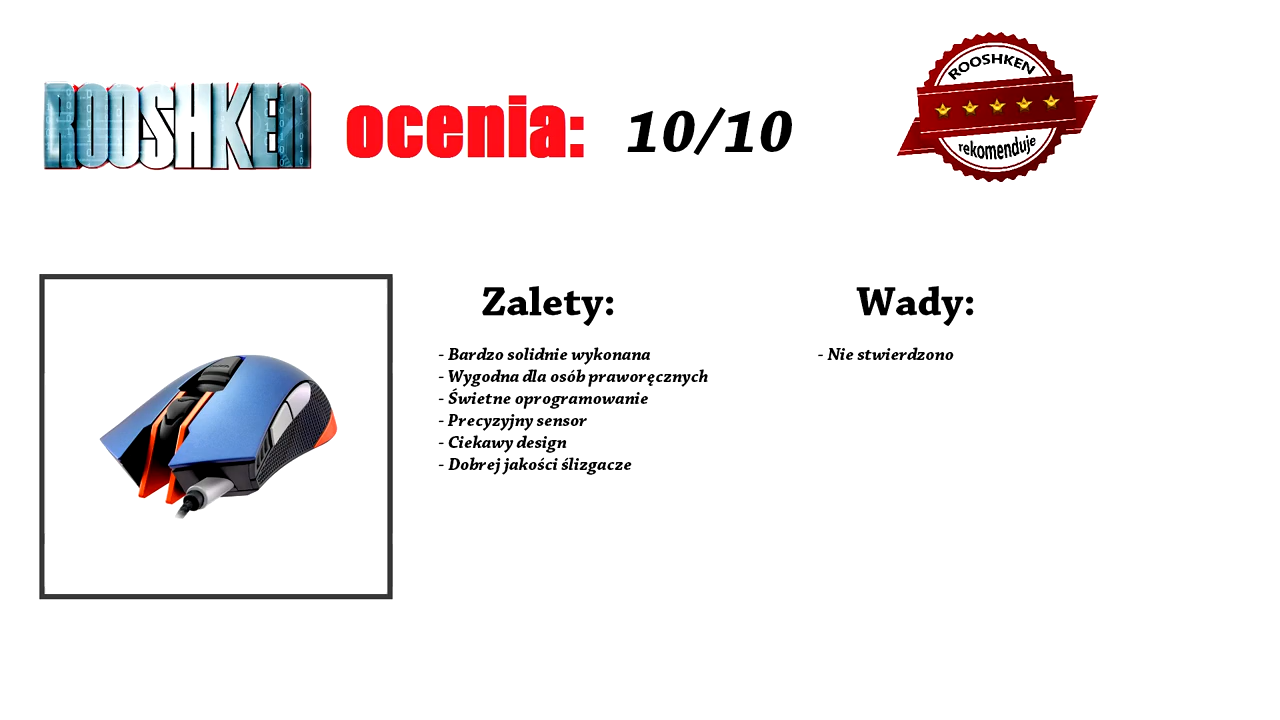 ROOSHKEN ocenia: 10/10
ROOSHKEN
rekomenduje
Zalety:
- Bardzo solidnie wykonana
- Wygodna dla osób praworęcznych
- Świetne oprogramowanie
- Precyzyjny sensor
- Ciekawy design
- Dobrej jakości ślizgacze
Wady:
- Nie stwierdzono